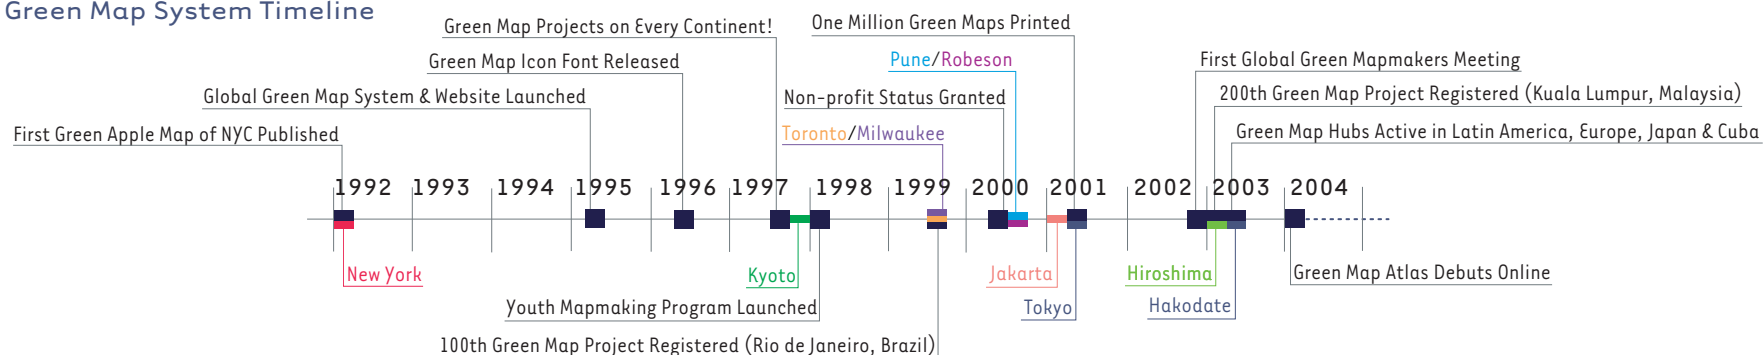 Green Map System Timeline
One Million Green Maps Printed
Green Map Projects on Every Continent!
Pune/Robeson
First Global Green Mapmakers Meeting
Green Map Icon Font Released
Global Green Map System & Website Launched
Non-profit Status Granted
200th Green Map Project Registered (Kuala Lumpur, Malaysia)
First Green Apple Map of NYC Published
Toronto/Milwaukee
Green Map Hubs Active in Latin America, Europe, Japan & Cuba
1992 1993 1994 1995 1996 1997 1998 1999 2000 2001 2002 2003 2004
New York
Kyoto
Jakarta
Hiroshima
Green Map Atlas Debuts Online
Youth Mapmaking Program Launched
Tokyo
Hakodate
100th Green Map Project Registered (Rio de Janeiro, Brazil)